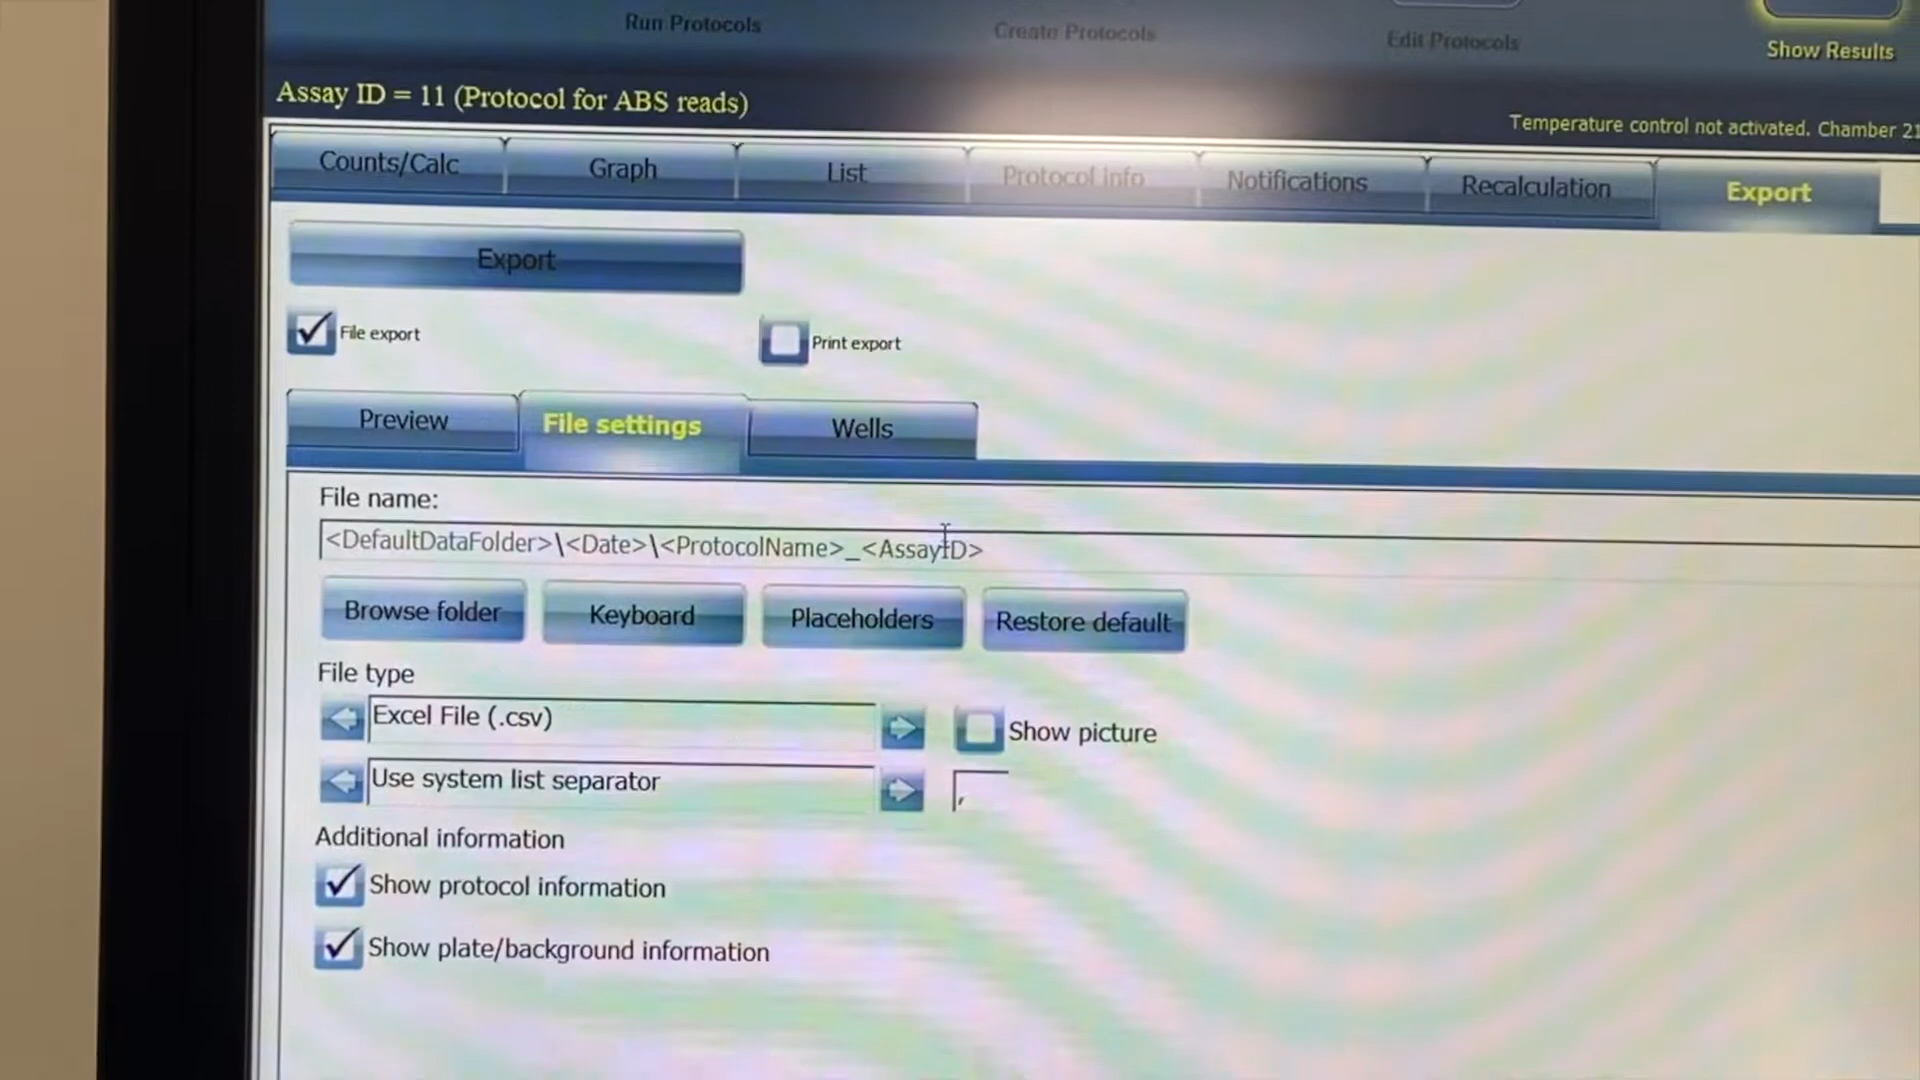 Run Protocols
Create Protocols
Edit Protocols
Show Results
Assay ID = 11 (Protocol for ABS reads)
Temperature control not activated. Chamber 21
Counts/Calc
Graph
List
Protocol info
Notifications
Recalculation
Export
Export
File export
Print export
Preview
File settings
Wells
File name:
<DefaultDataFolder>\<Date>\<ProtocolName>_<AssayID>
Browse folder
Keyboard
Placeholders
Restore default
File type
Excel File (.csv)
Show picture
Use system list separator
,
Additional information
Show protocol information
Show plate/background information